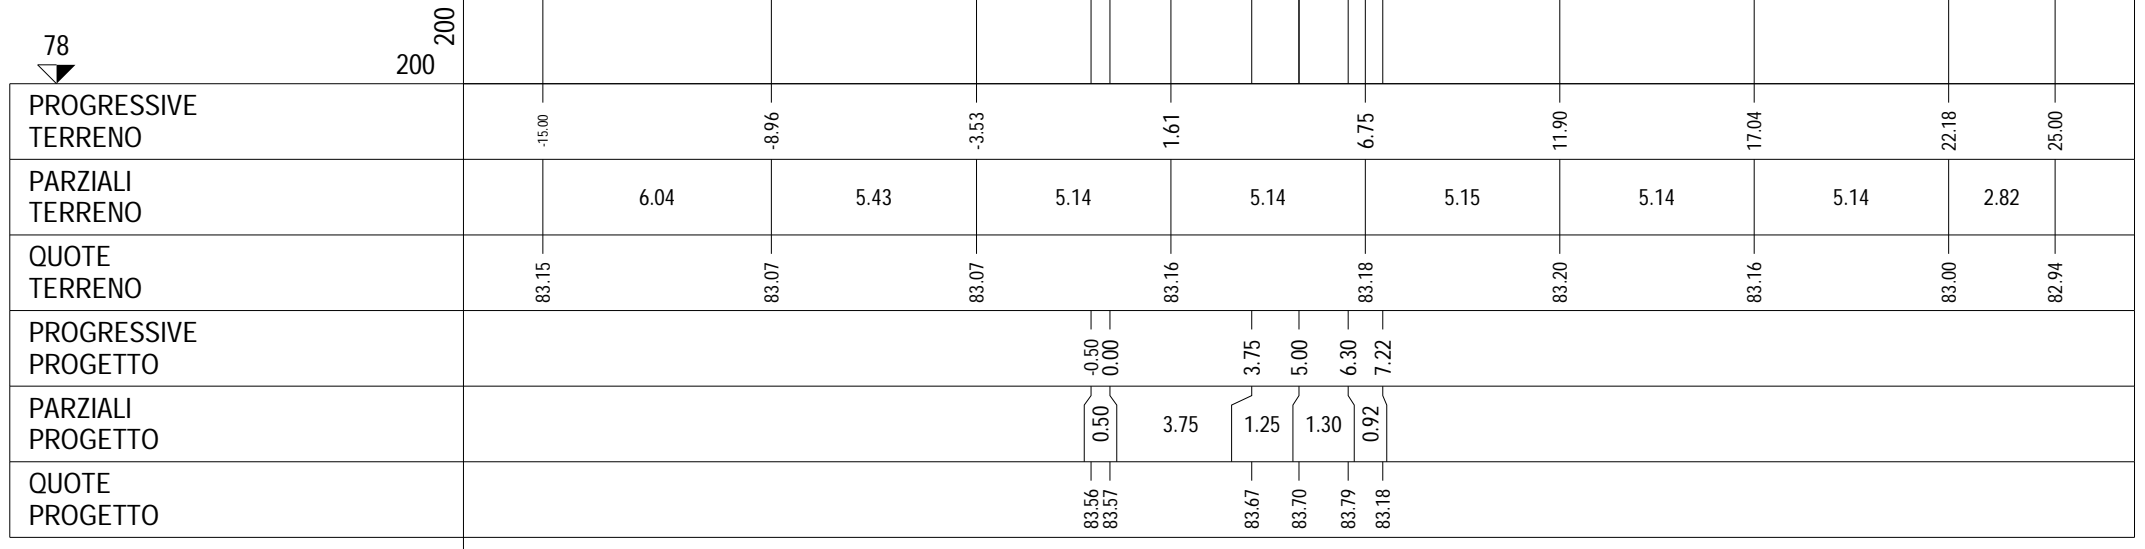 200
78
200
PROGRESSIVE
TERRENO
-15.00 -8.96 -3.53 1.61 6.75 11.90 17.04 22.18 25.00
PARZIALI
TERRENO
6.04 5.43 5.14 5.14 5.15 5.14 5.14 2.82
QUOTE
TERRENO
83.15 83.07 83.07 83.16 83.18 83.20 83.16 83.00 82.94
PROGRESSIVE
PROGETTO
-0.50 0.00 3.75 5.00 6.30 7.22
PARZIALI
PROGETTO
0.50 3.75 1.25 1.30 0.92
QUOTE
PROGETTO
83.56 83.57 83.67 83.70 83.79 83.18